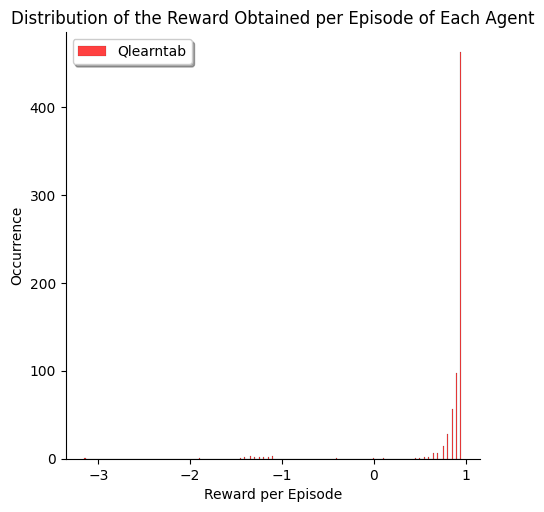 Distribution of the Reward Obtained per Episode of Each Agent
Qlearntab
400
300
200
100
0
Occurrence
−3
−2
−1
0
1
Reward per Episode